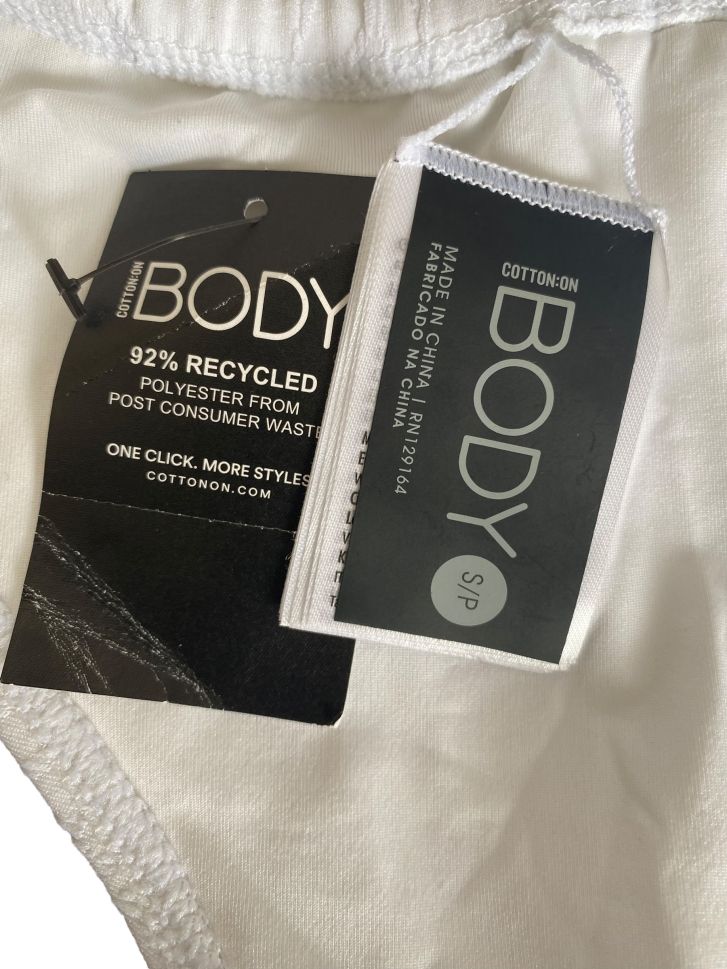 COTTON:ON
BODY
92% RECYCLED
POLYESTER FROM
POST CONSUMER WASTE
ONE CLICK. MORE STYLES
COTTONON.COM
COTTON:ON
BODY
S/P
MADE IN CHINA | RN129164
FABRICADO NA CHINA